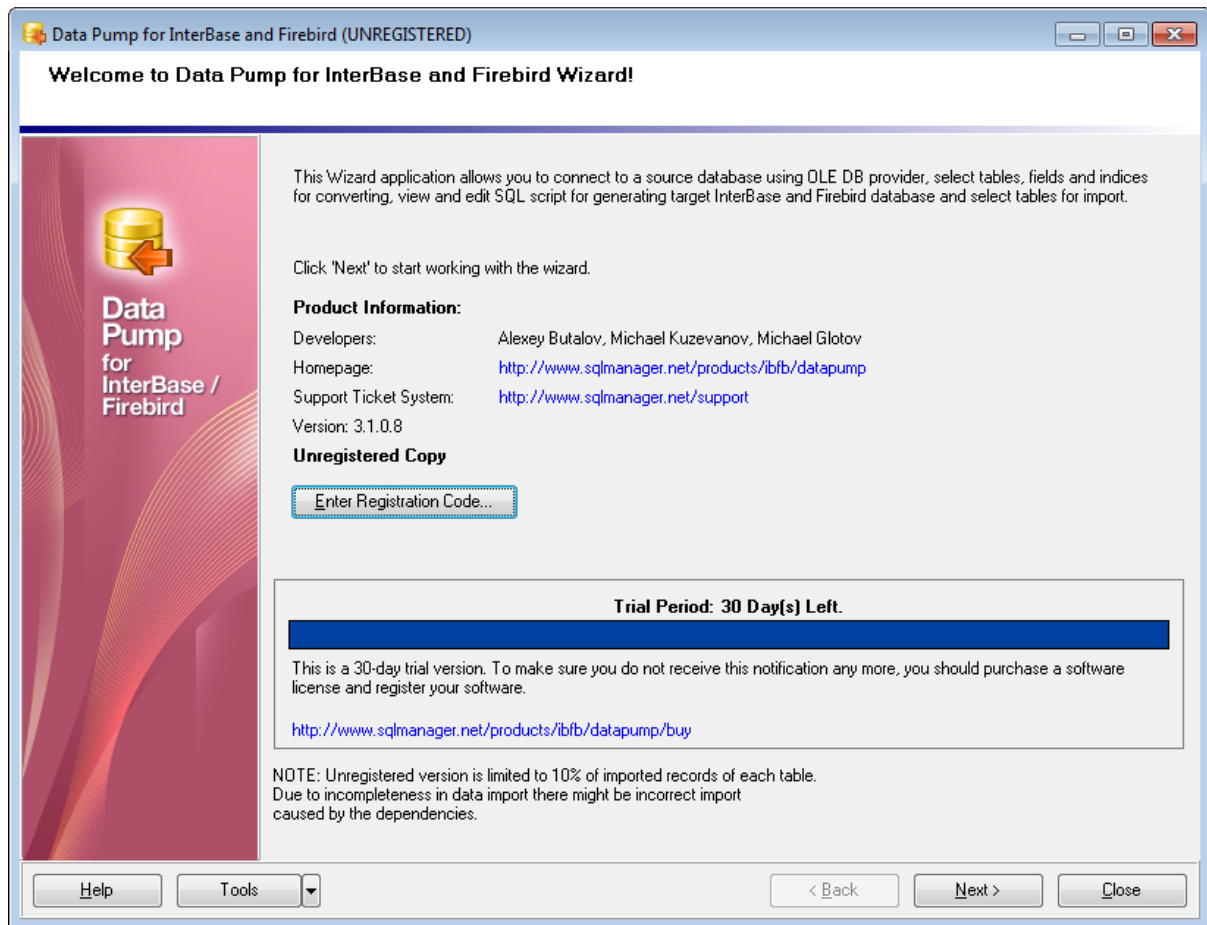 Data Pump for InterBase and Firebird (UNREGISTERED)
Welcome to Data Pump for InterBase and Firebird Wizard!
Data
Pump
for
InterBase /
Firebird
This Wizard application allows you to connect to a source database using OLE DB provider, select tables, fields and indices
for converting, view and edit SQL script for generating target InterBase and Firebird database and select tables for import.
Click 'Next' to start working with the wizard.
Product Information:
Developers: Alexey Butalov, Michael Kuzevanov, Michael Glotov
Homepage: http://www.sqlmanager.net/products/ibfb/datapump
Support Ticket System: http://www.sqlmanager.net/support
Version: 3.1.0.8
Unregistered Copy
Enter Registration Code...
Trial Period: 30 Day(s) Left.
This is a 30-day trial version. To make sure you do not receive this notification any more, you should purchase a software
license and register your software.
http://www.sqlmanager.net/products/ibfb/datapump/buy
NOTE: Unregistered version is limited to 10% of imported records of each table.
Due to incompleteness in data import there might be incorrect import
caused by the dependencies.
Help Tools < Back Next > Close